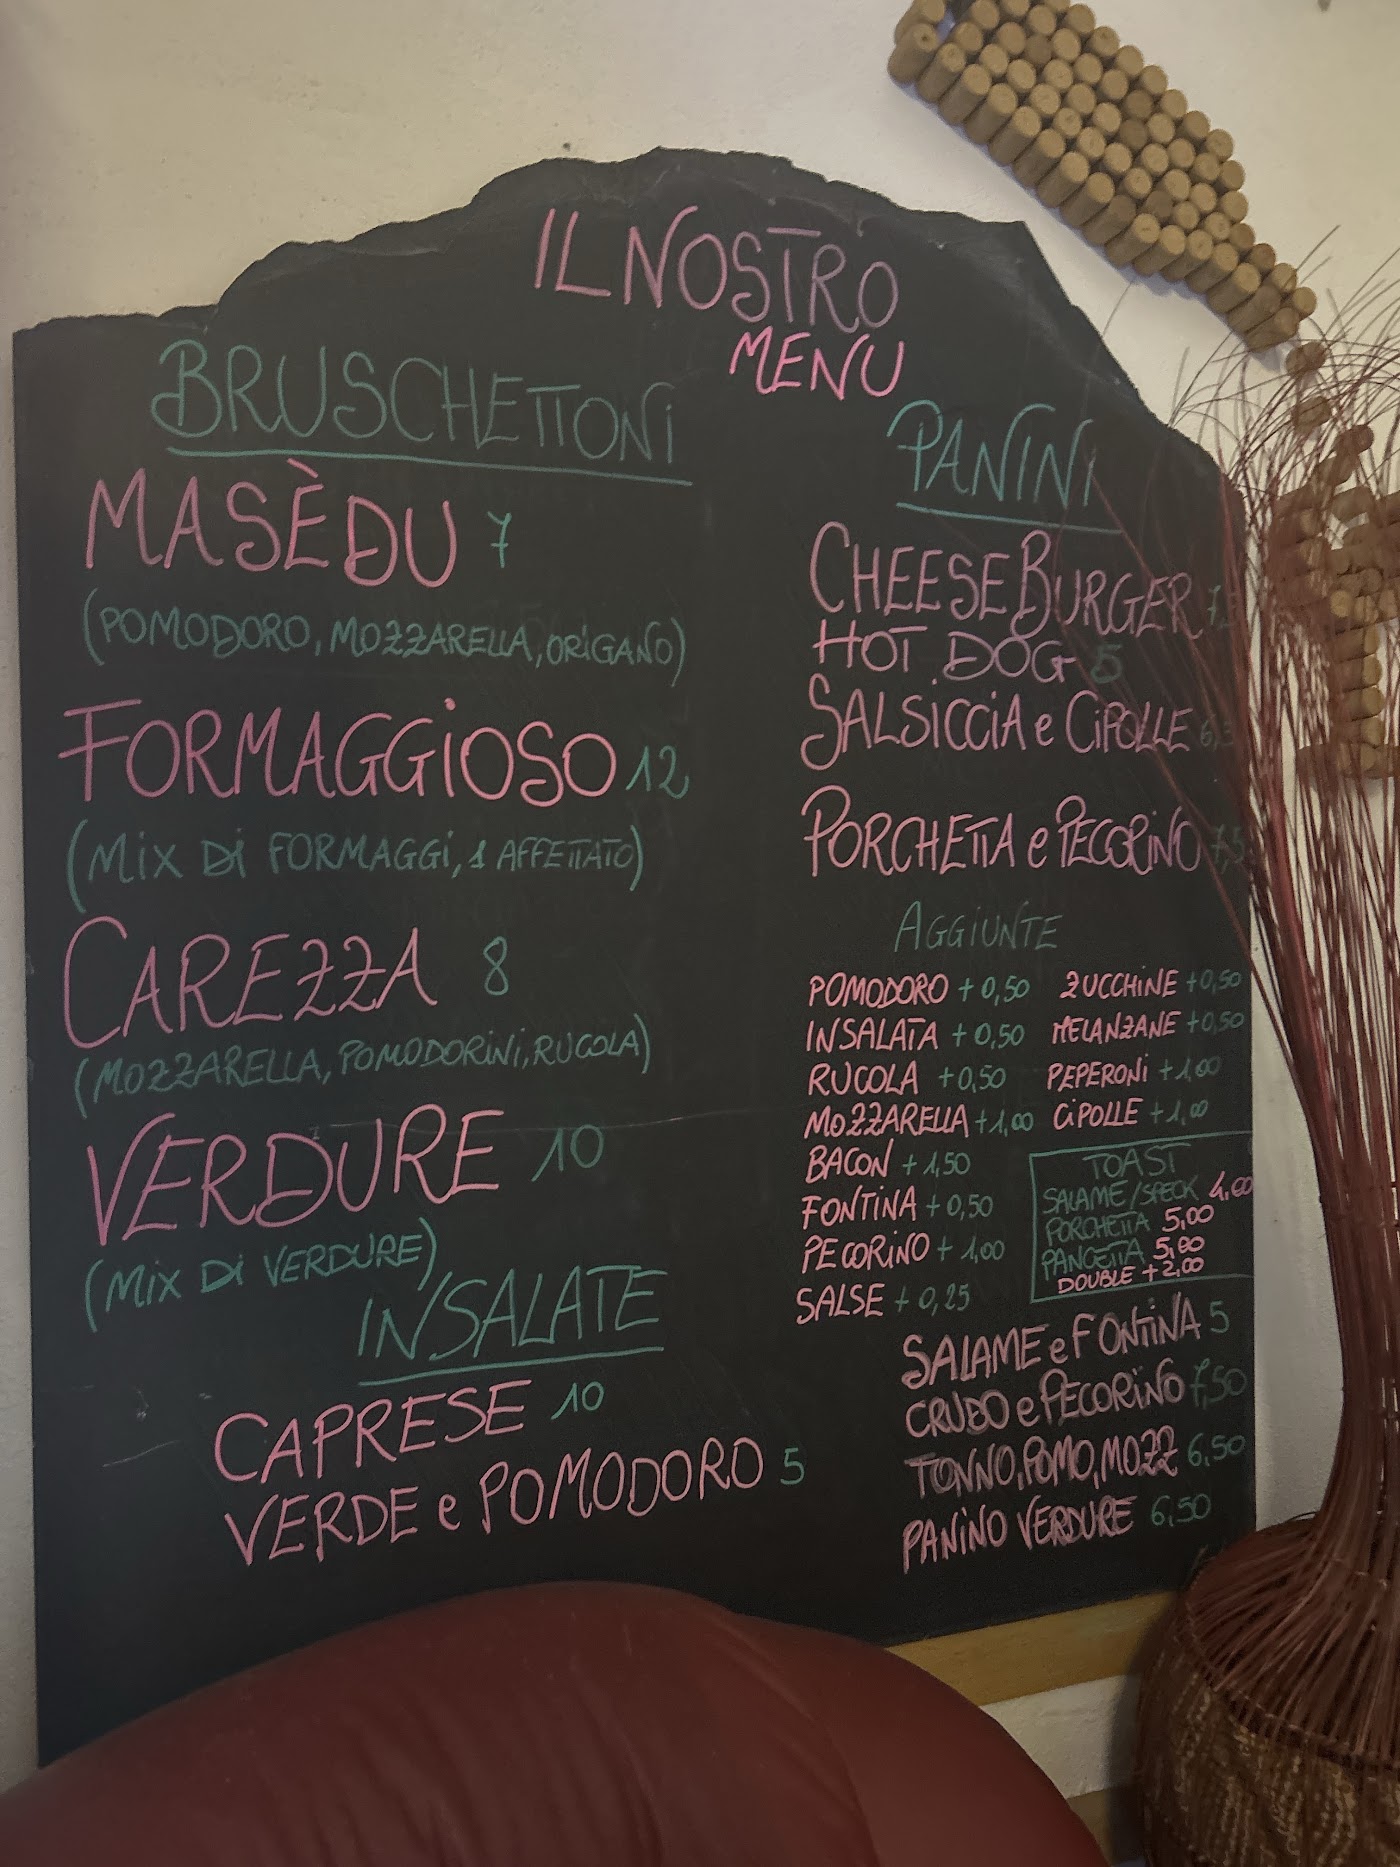 IL NOSTRO
MENU
BRUSCHETTONI
MASÈDU 7
(POMODORO, MOZZARELLA, ORIGANO)
FORMAGGIOSO 12
(MIX DI FORMAGGI, 1 AFFETTATO)
CAREZZA 8
(MOZZARELLA, POMODORINI, RUCOLA)
VERDURE 10
(MIX DI VERDURE)
INSALATE
CAPRESE 10
VERDE e POMODORO 5
PANINI
CHEESEBURGER
HOT DOG 5
SALSICCIA e CIPOLLE
PORCHETTA e PECORINO 7,5
AGGIUNTE
POMODORO +0,50
INSALATA +0,50
RUCOLA +0,50
MOZZARELLA +1,00
BACON +1,50
FONTINA +0,50
PECORINO +1,00
SALSE +0,25
ZUCCHINE +0,50
MELANZANE +0,50
PEPERONI +1,00
CIPOLLE +1,00
TOAST
SALAME/SPECK 4,00
PORCHETTA 5,00
PANCETTA 5,00
DOUBLE +2,00
SALAME e FONTINA 5
CRUDO e PECORINO 7,50
TONNO, POMO, MOZZ 6,50
PANINO VERDURE 6,50